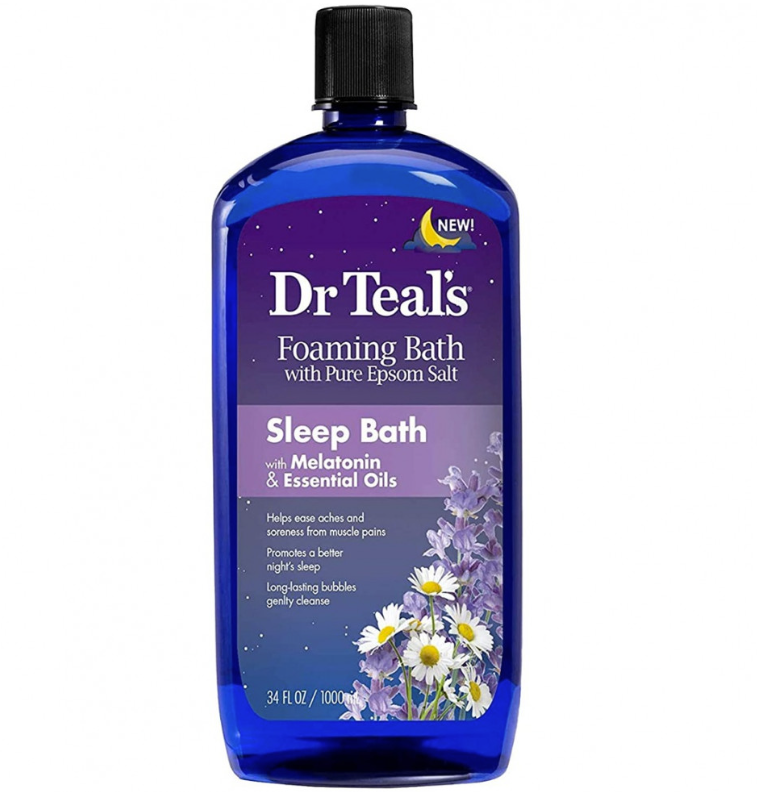 NEW!
Dr Teal's®
Foaming Bath
with Pure Epsom Salt
Sleep Bath
with Melatonin
& Essential Oils
Helps ease aches and
soreness from muscle pains
Promotes a better
night's sleep
Long-lasting bubbles
genlty cleanse
34 FL OZ / 1000